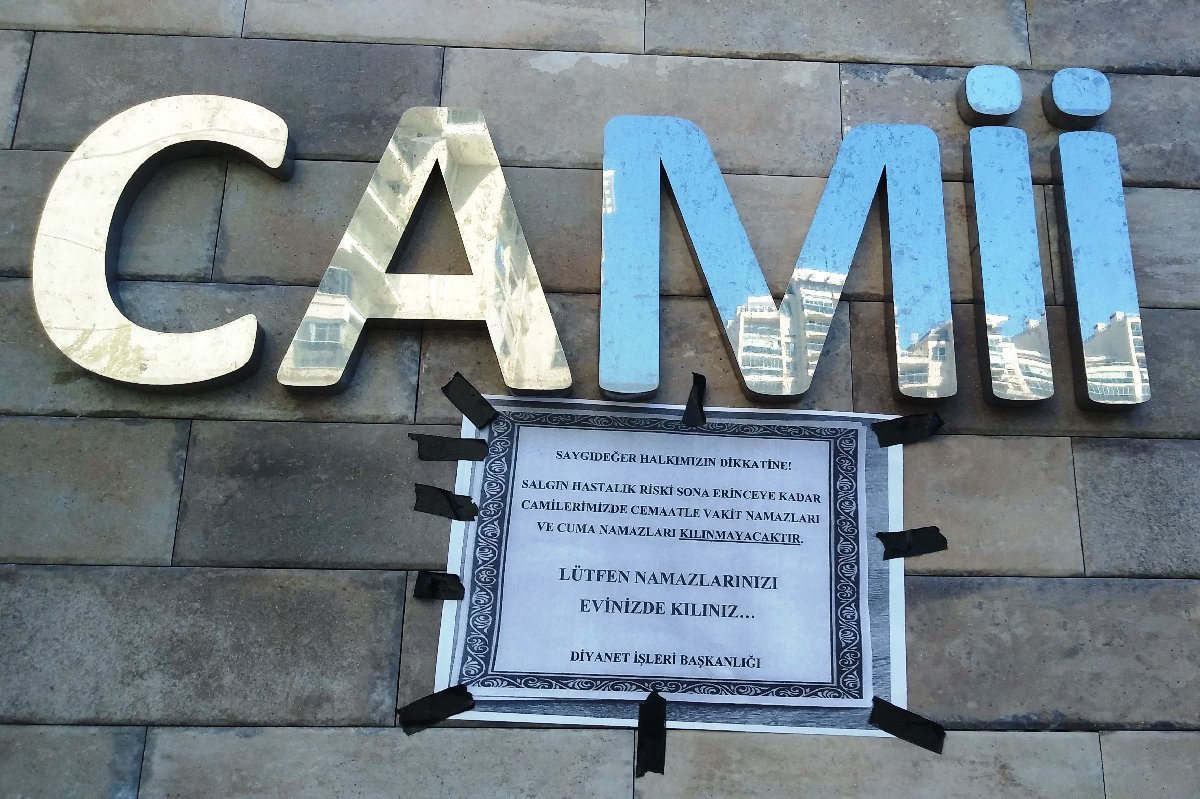 CAMii
SAYGIDEĞER HALKIMIZIN DİKKATİNE!
SALGIN HASTALIK RİSKİ SONA ERİNCEYE KADAR
CAMİLERİMİZDE CEMAATLE VAKİT NAMAZLARI
VE CUMA NAMAZLARI KILINMAYACAKTIR.
LÜTFEN NAMAZLARINIZI
EVİNİZDE KILINIZ...
DİYANET İŞLERİ BAŞKANLIĞI